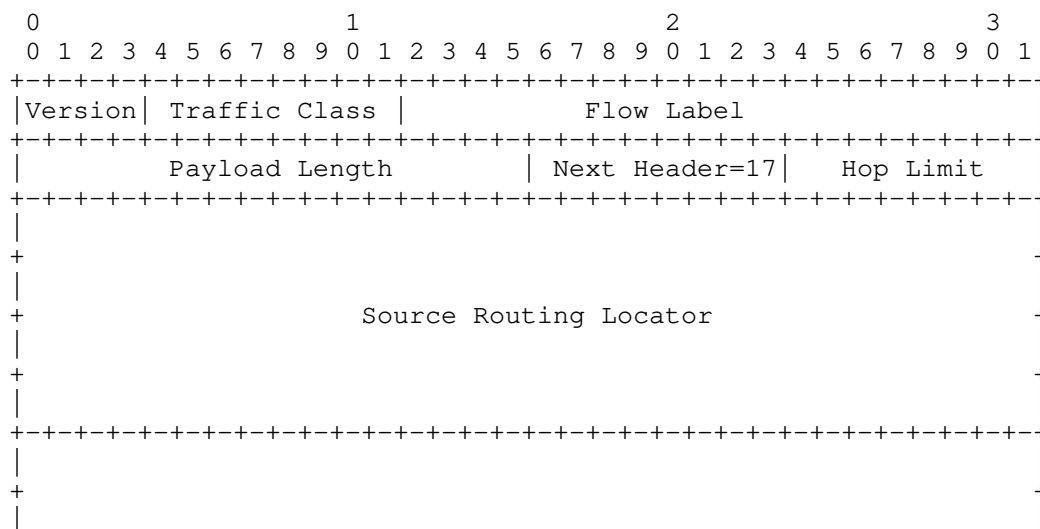 0                   1                   2                   3
 0 1 2 3 4 5 6 7 8 9 0 1 2 3 4 5 6 7 8 9 0 1 2 3 4 5 6 7 8 9 0 1
+-+-+-+-+-+-+-+-+-+-+-+-+-+-+-+-+-+-+-+-+-+-+-+-+-+-+-+-+-+-+-+--
|Version| Traffic Class |           Flow Label
+-+-+-+-+-+-+-+-+-+-+-+-+-+-+-+-+-+-+-+-+-+-+-+-+-+-+-+-+-+-+-+--
|         Payload Length        | Next Header=17|   Hop Limit
+-+-+-+-+-+-+-+-+-+-+-+-+-+-+-+-+-+-+-+-+-+-+-+-+-+-+-+-+-+-+-+--
|
+                                                               -
|
+                     Source Routing Locator                    -
|
+                                                               -
|
+-+-+-+-+-+-+-+-+-+-+-+-+-+-+-+-+-+-+-+-+-+-+-+-+-+-+-+-+-+-+-+--
|
+                                                               -
|